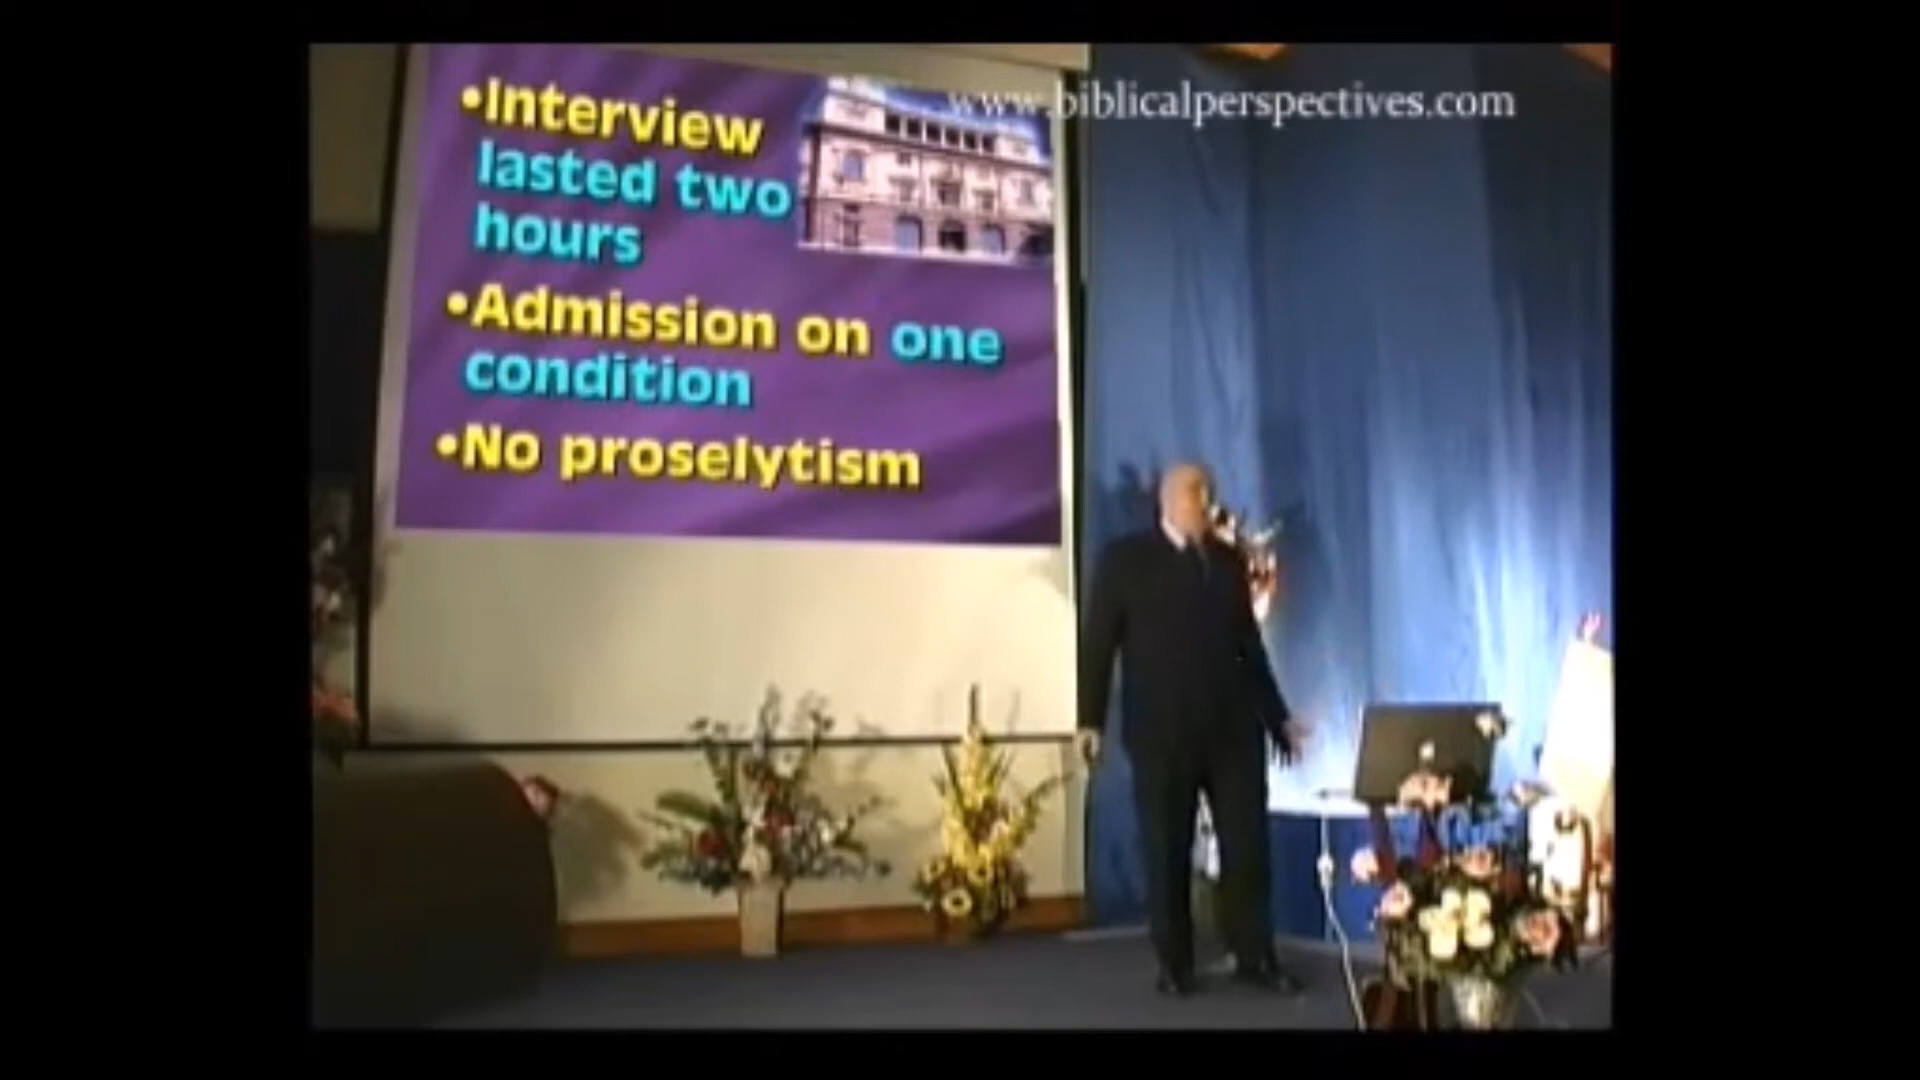 www.biblicalperspectives.com
•Interview
lasted two
hours
•Admission on one
condition
•No proselytism